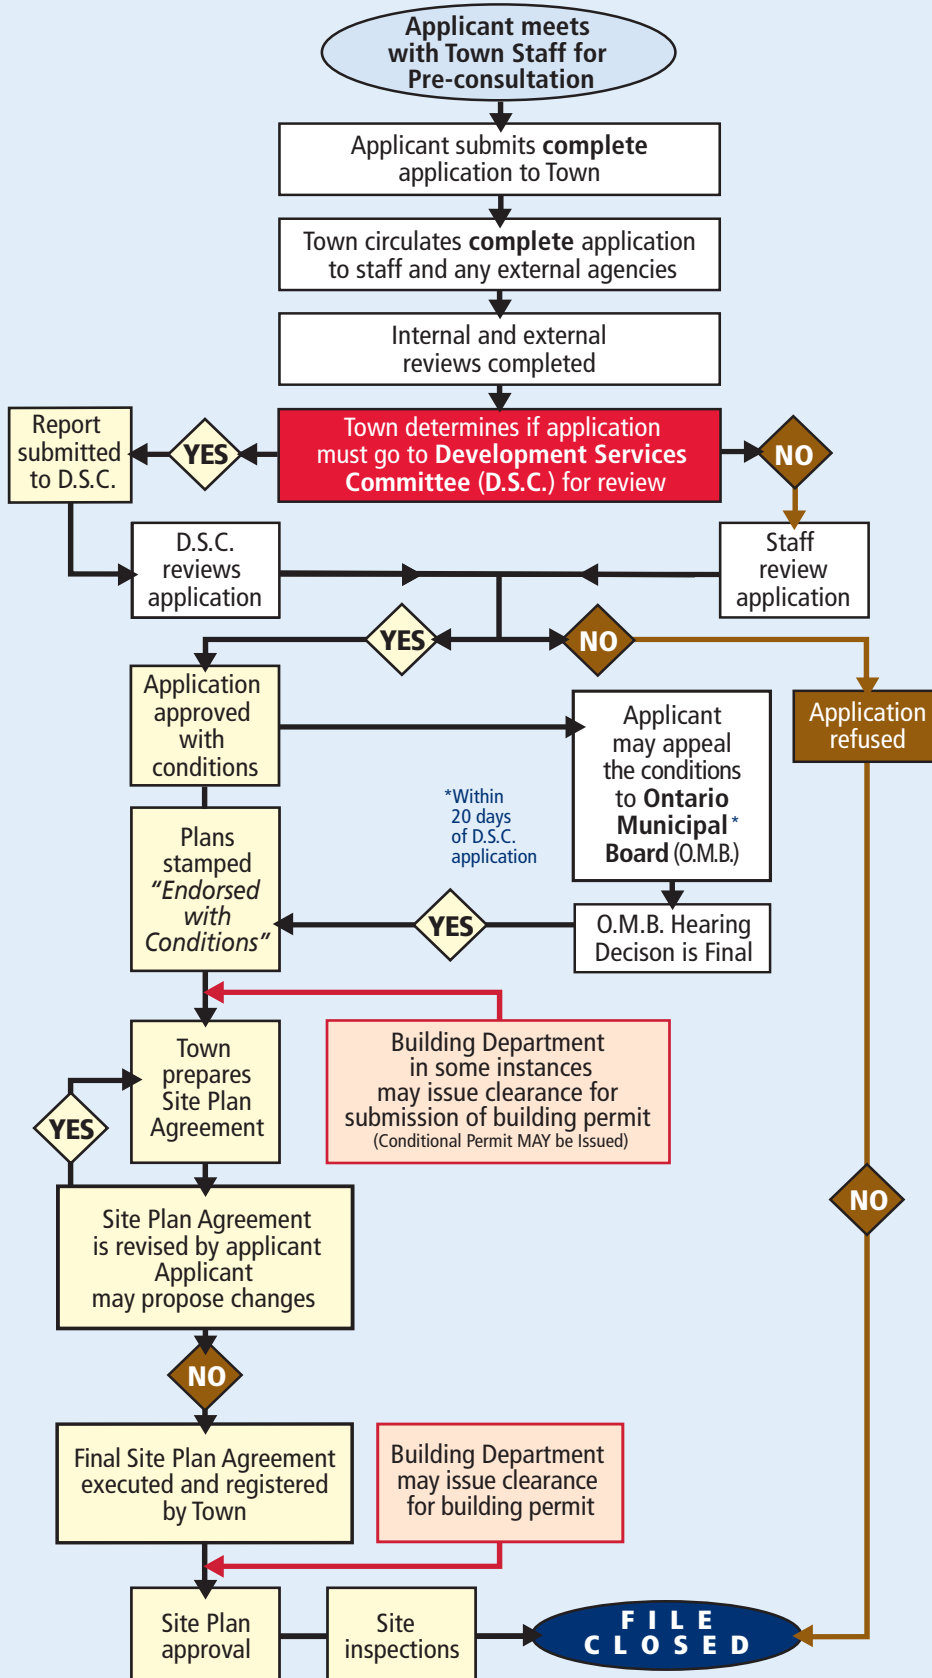 Applicant meets
with Town Staff for
Pre-consultation
Applicant submits complete
application to Town
Town circulates complete application
to staff and any external agencies
Internal and external
reviews completed
Report
submitted
to D.S.C.
YES
Town determines if application
must go to Development Services
Committee (D.S.C.) for review
NO
D.S.C.
reviews
application
Staff
review
application
YES
NO
Application
approved
with
conditions
Applicant
may appeal
the conditions
to Ontario
Municipal*
Board (O.M.B.)
Application
refused
*Within
20 days
of D.S.C.
application
Plans
stamped
“Endorsed
with
Conditions”
YES
O.M.B. Hearing
Decison is Final
Town
prepares
Site Plan
Agreement
Building Department
in some instances
may issue clearance for
submission of building permit
(Conditional Permit MAY be Issued)
YES
NO
Site Plan Agreement
is revised by applicant
Applicant
may propose changes
NO
Final Site Plan Agreement
executed and registered
by Town
Building Department
may issue clearance
for building permit
Site Plan
approval
Site
inspections
FILE
CLOSED